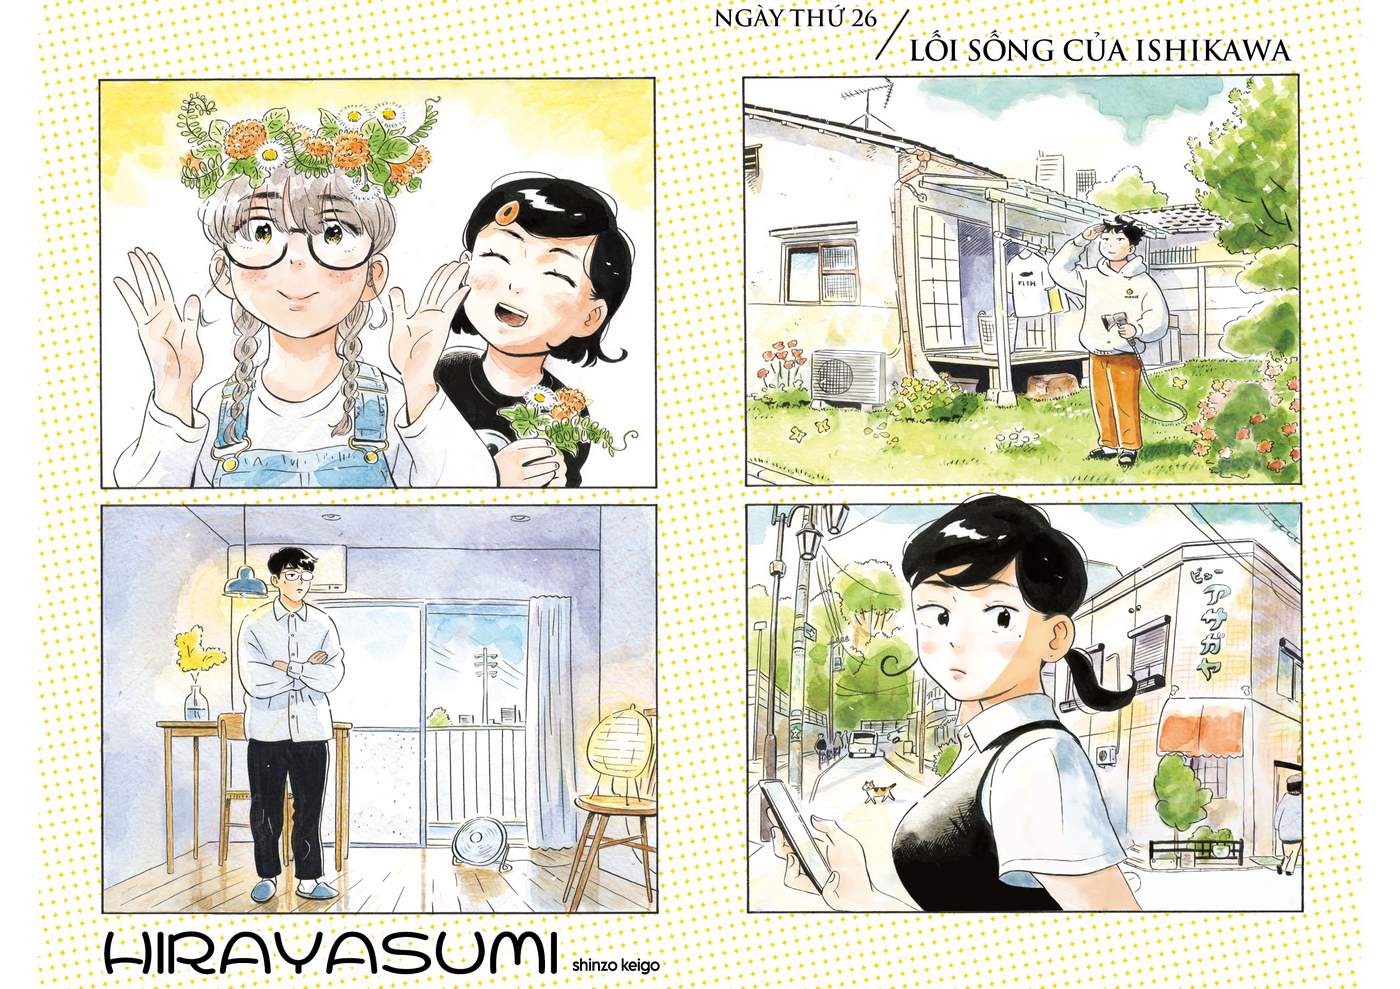 NGÀY THỨ 26
LỐI SỐNG CỦA ISHIKAWA
FISH
ビュー
アサガヤ
HIRAYASUMI
shinzo keigo